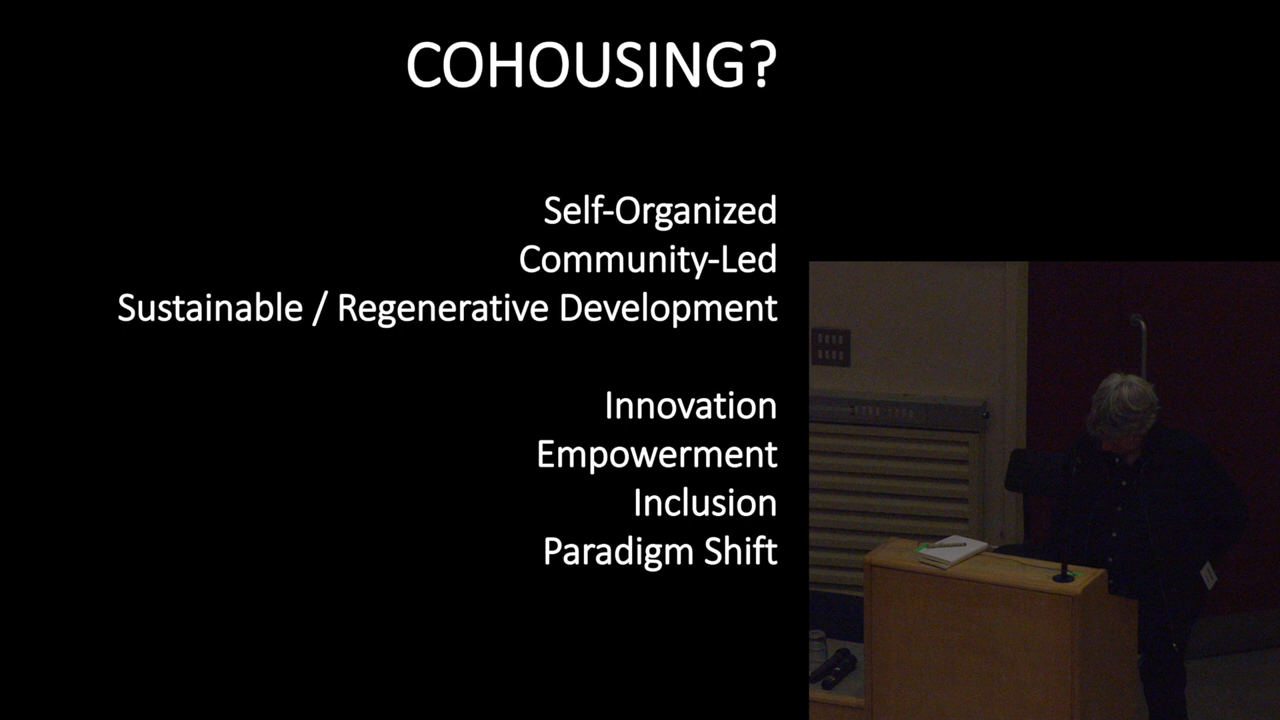 COHOUSING?
Self-Organized
Community-Led
Sustainable / Regenerative Development
Innovation
Empowerment
Inclusion
Paradigm Shift